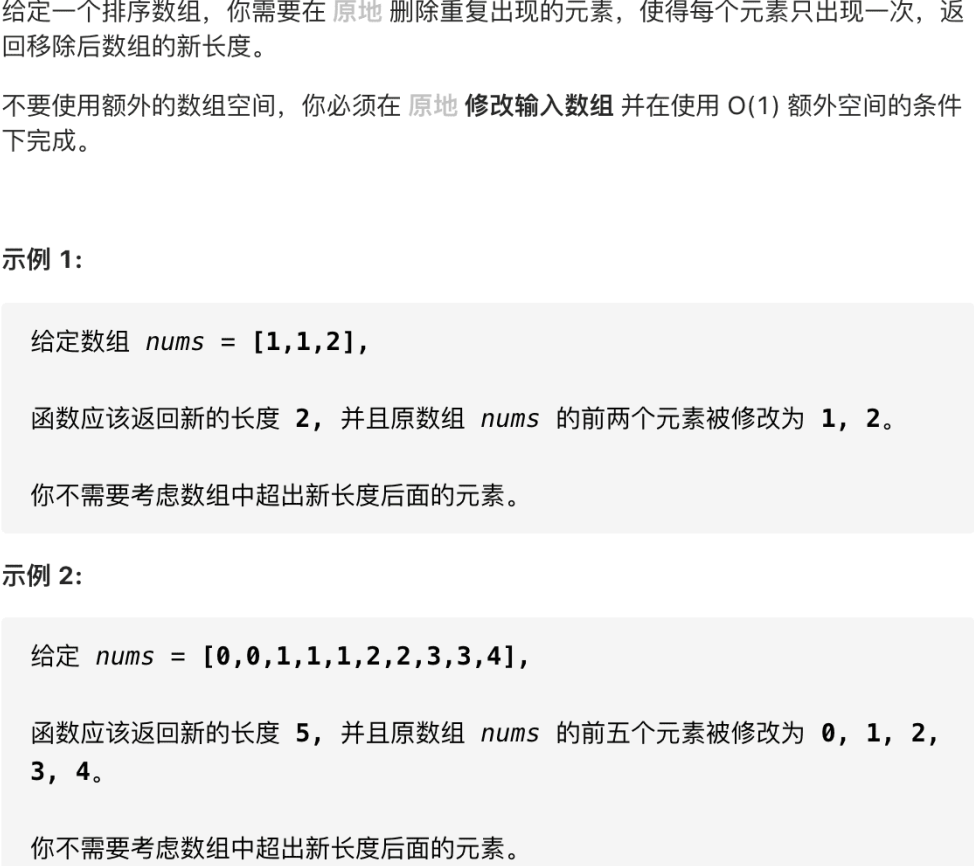 给定一个排序数组，你需要在 原地 删除重复出现的元素，使得每个元素只出现一次，返
回移除后数组的新长度。
不要使用额外的数组空间，你必须在 原地 修改输入数组 并在使用 O(1) 额外空间的条件
下完成。
示例 1:
给定数组 nums = [1,1,2],
函数应该返回新的长度 2, 并且原数组 nums 的前两个元素被修改为 1, 2。
你不需要考虑数组中超出新长度后面的元素。
示例 2:
给定 nums = [0,0,1,1,1,2,2,3,3,4],
函数应该返回新的长度 5, 并且原数组 nums 的前五个元素被修改为 0, 1, 2,
3, 4。
你不需要考虑数组中超出新长度后面的元素。